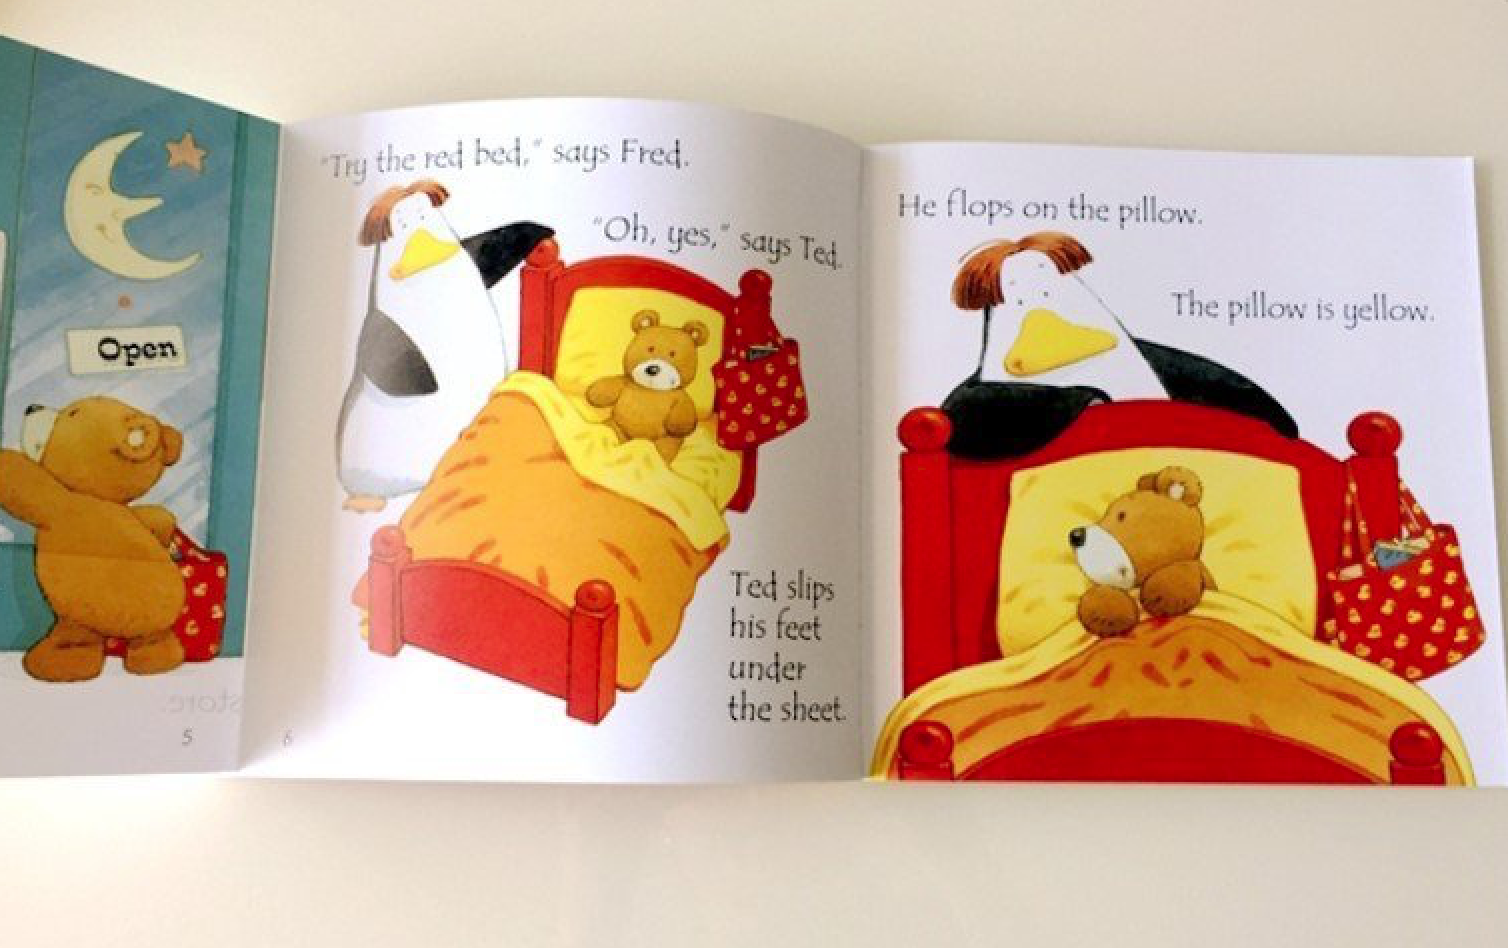 Open
store.
5
6
"Try the red bed," says Fred.
"Oh, yes," says Ted.
Ted slips
his feet
under
the sheet.
He flops on the pillow.
The pillow is yellow.